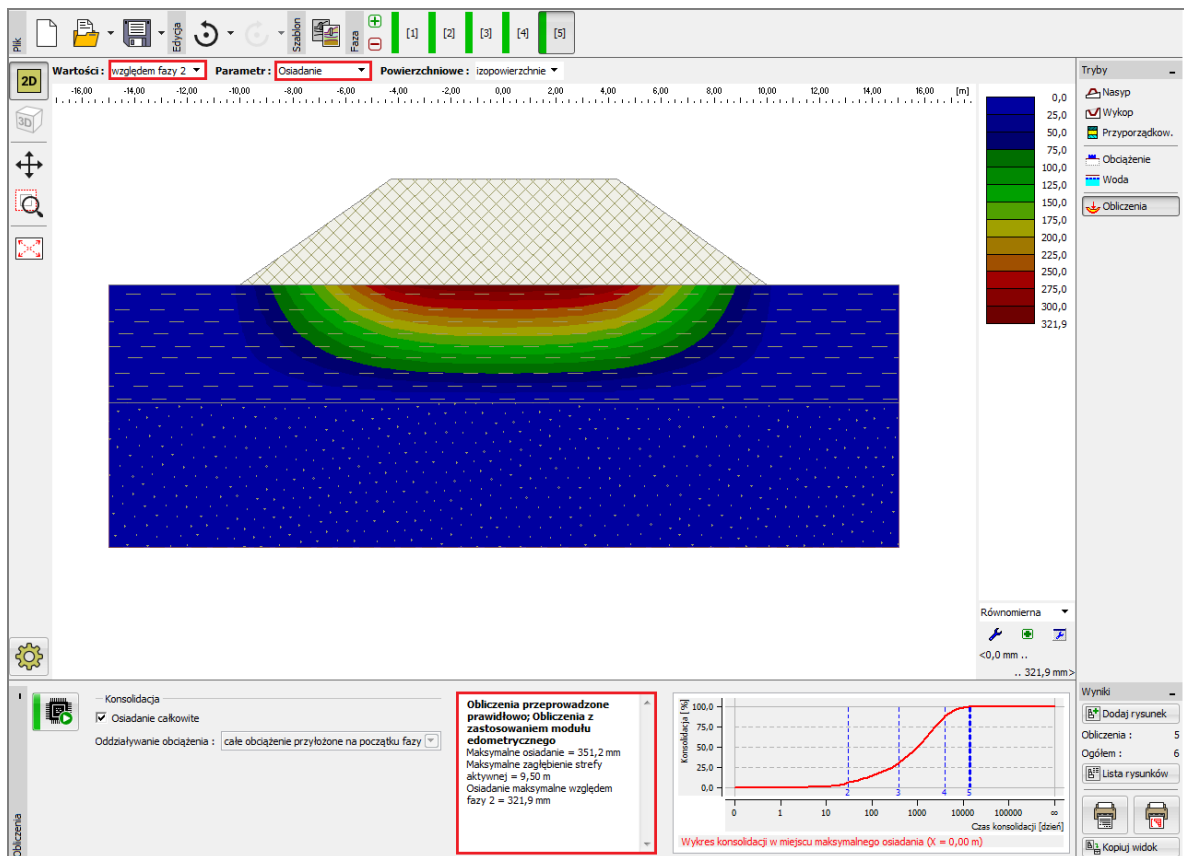 Plik
Edycja
Szablon
Faza
[1] [2] [3] [4] [5]
Wartości : względem fazy 2 Parametr : Osiadanie Powierzchniowe : izopowierzchnie
2D
3D
-16,00 -14,00 -12,00 -10,00 -8,00 -6,00 -4,00 -2,00 0,00 2,00 4,00 6,00 8,00 10,00 12,00 14,00 16,00 [m]
0,0
25,0
50,0
75,0
100,0
125,0
150,0
175,0
200,0
225,0
250,0
275,0
300,0
321,9
Równomierna
<0,0 mm ..
.. 321,9 mm>
Tryby
Nasyp
Wykop
Przyporządkow.
Obciążenie
Woda
Obliczenia
Obliczenia
Konsolidacja
Osiadanie całkowite
Oddziaływanie obciążenia : całe obciążenie przyłożone na początku fazy
Obliczenia przeprowadzone
prawidłowo; Obliczenia z
zastosowaniem modułu
edometrycznego
Maksymalne osiadanie = 351,2 mm
Maksymalne zagłębienie strefy
aktywnej = 9,50 m
Osiadanie maksymalne względem
fazy 2 = 321,9 mm
Konsolidacja [%]
100,0
75,0
50,0
25,0
0,0
2 3 4 5
0 1 10 100 1000 10000 100000 ∞
Czas konsolidacji [dzień]
Wykres konsolidacji w miejscu maksymalnego osiadania (X = 0,00 m)
Wyniki
Dodaj rysunek
Obliczenia : 5
Ogółem : 6
Lista rysunków
Kopiuj widok